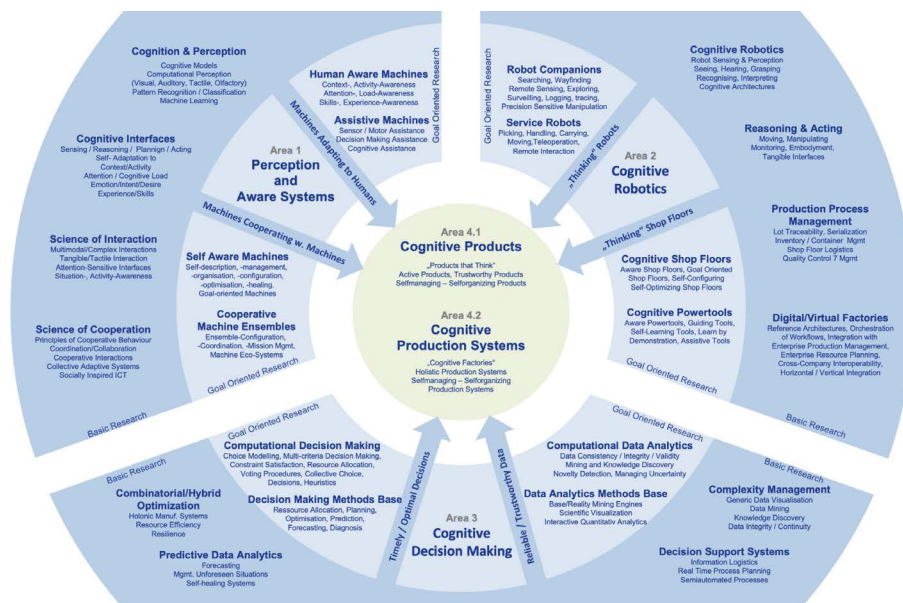 Cognition & Perception
Cognitive Models
Computational Perception
(Visual, Auditory, Tactile, Olfactory)
Pattern Recognition / Classification
Machine Learning
Cognitive Interfaces
Sensing / Reasoning / Plannign / Acting
Self- Adaptation to
Context/Activity
Attention / Cognitive Load
Emotion/Intent/Desire
Experience/Skills
Science of Interaction
Multimodal/Complex Interactions
Tangible/Tactile Interaction
Attention-Sensitive Interfaces
Situation-, Activity-Awareness
Science of Cooperation
Principles of Cooperative Behaviour
Coordination/Collaboration
Cooperative Interactions
Collective Adaptive Systems
Socially Inspired ICT
Basic Research
Human Aware Machines
Context-, Activity-Awareness
Attention-, Load-Awareness
Skills-, Experience-Awareness
Assistive Machines
Sensor / Motor Assistance
Decision Making Assistance
Cognitive Assistance
Goal Oriented Research
Machines Adapting to Humans
Area 1
Perception
and
Aware Systems
Machines Cooperating w. Machines
Self Aware Machines
Self-description, -management,
-organisation, -configuration,
-optimisation, -healing.
Goal-oriented Machines
Cooperative
Machine Ensembles
Ensemble-Configuration,
-Coordination, -Mission Mgmt,
Machine Eco-Systems
Goal Oriented Research
Goal Oriented Research
Robot Companions
Searching, Wayfinding
Remote Sensing, Exploring,
Surveilling, Logging, tracing,
Precision Sensitive Manipulation
Service Robots
Picking, Handling, Carrying,
Moving,Teleoperation,
Remote Interaction
„Thinking" Robots
Area 2
Cognitive
Robotics
„Thinking" Shop Floors
Cognitive Shop Floors
Aware Shop Floors, Goal Oriented
Shop Floors, Self-Configuring
Self-Optimizing Shop Floors
Cognitive Powertools
Aware Powertools, Guiding Tools,
Self-Learning Tools, Learn by
Demonstration, Assistive Tools
Goal Oriented Research
Cognitive Robotics
Robot Sensing & Perception
Seeing, Hearing, Grasping
Recognising, Interpreting
Cognitive Architectures
Reasoning & Acting
Moving, Manipulating
Monitoring, Embodyment,
Tangible Interfaces
Production Process
Management
Lot Traceability, Serialization
Inventory / Container Mgmt
Shop Floor Logistics
Quality Control 7 Mgmt
Digital/Virtual Factories
Reference Architectures, Orchestration
of Workflows, Integration with
Enterprise Production Management,
Enterprise Resource Planning,
Cross-Company Interoperability,
Horizontal / Vertical Integration
Basic Research
Area 4.1
Cognitive Products
„Products that Think"
Active Products, Trustworthy Products
Selfmanaging – Selforganizing Products
Area 4.2
Cognitive
Production Systems
„Cognitive Factories"
Holistic Production Systems
Selfmanaging – Selforganizing
Production Systems
Basic Research
Combinatorial/Hybrid
Optimization
Holonic Manuf. Systems
Resource Efficiency
Resilience
Predictive Data Analytics
Forecasting
Mgmt. Unforeseen Situations
Self-healing Systems
Goal Oriented Research
Computational Decision Making
Choice Modelling, Multi-criteria Decision Making,
Constraint Satisfaction, Resource Allocation,
Voting Procedures, Collective Choice,
Decisions, Heuristics
Decision Making Methods Base
Ressource Allocation, Planning,
Optimisation, Prediction,
Forecasting, Diagnosis
Timely / Optimal Decisions
Area 3
Cognitive
Decision Making
Reliable / Trustworthy Data
Goal Oriented Research
Computational Data Analytics
Data Consistency / Integrity / Validity
Mining and Knowledge Discovery
Novelty Detection, Managing Uncertainty
Data Analytics Methods Base
Base/Reality Mining Engines
Scientific Visualization
Interactive Quantitativ Analytics
Basic Research
Complexity Management
Generic Data Visualisation
Data Mining
Knowledge Discovery
Data Integrity / Continuity
Decision Support Systems
Information Logistics
Real Time Process Planning
Semiautomated Processes